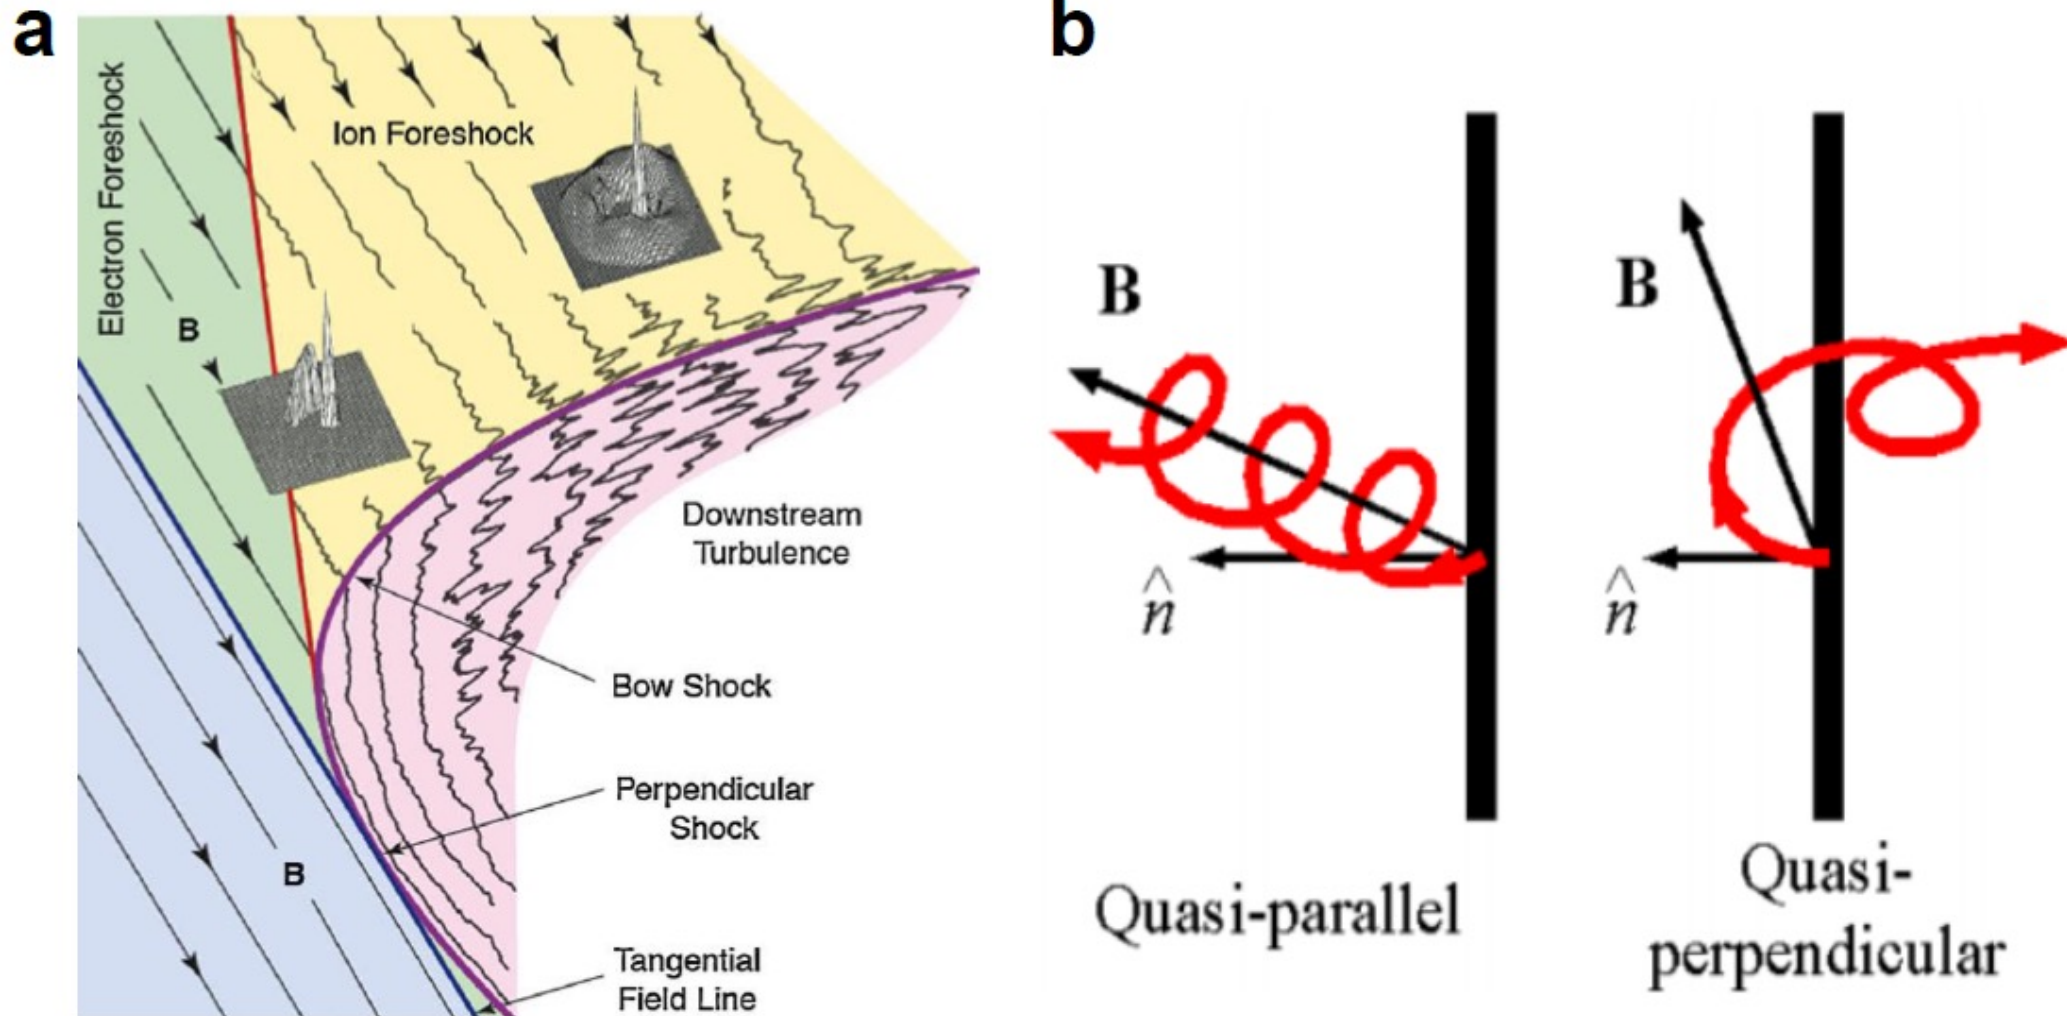 a
Electron Foreshock
Ion Foreshock
B
Downstream
Turbulence
Bow Shock
Perpendicular
Shock
B
Tangential
Field Line
b
B
n̂
Quasi-parallel
B
n̂
Quasi-
perpendicular